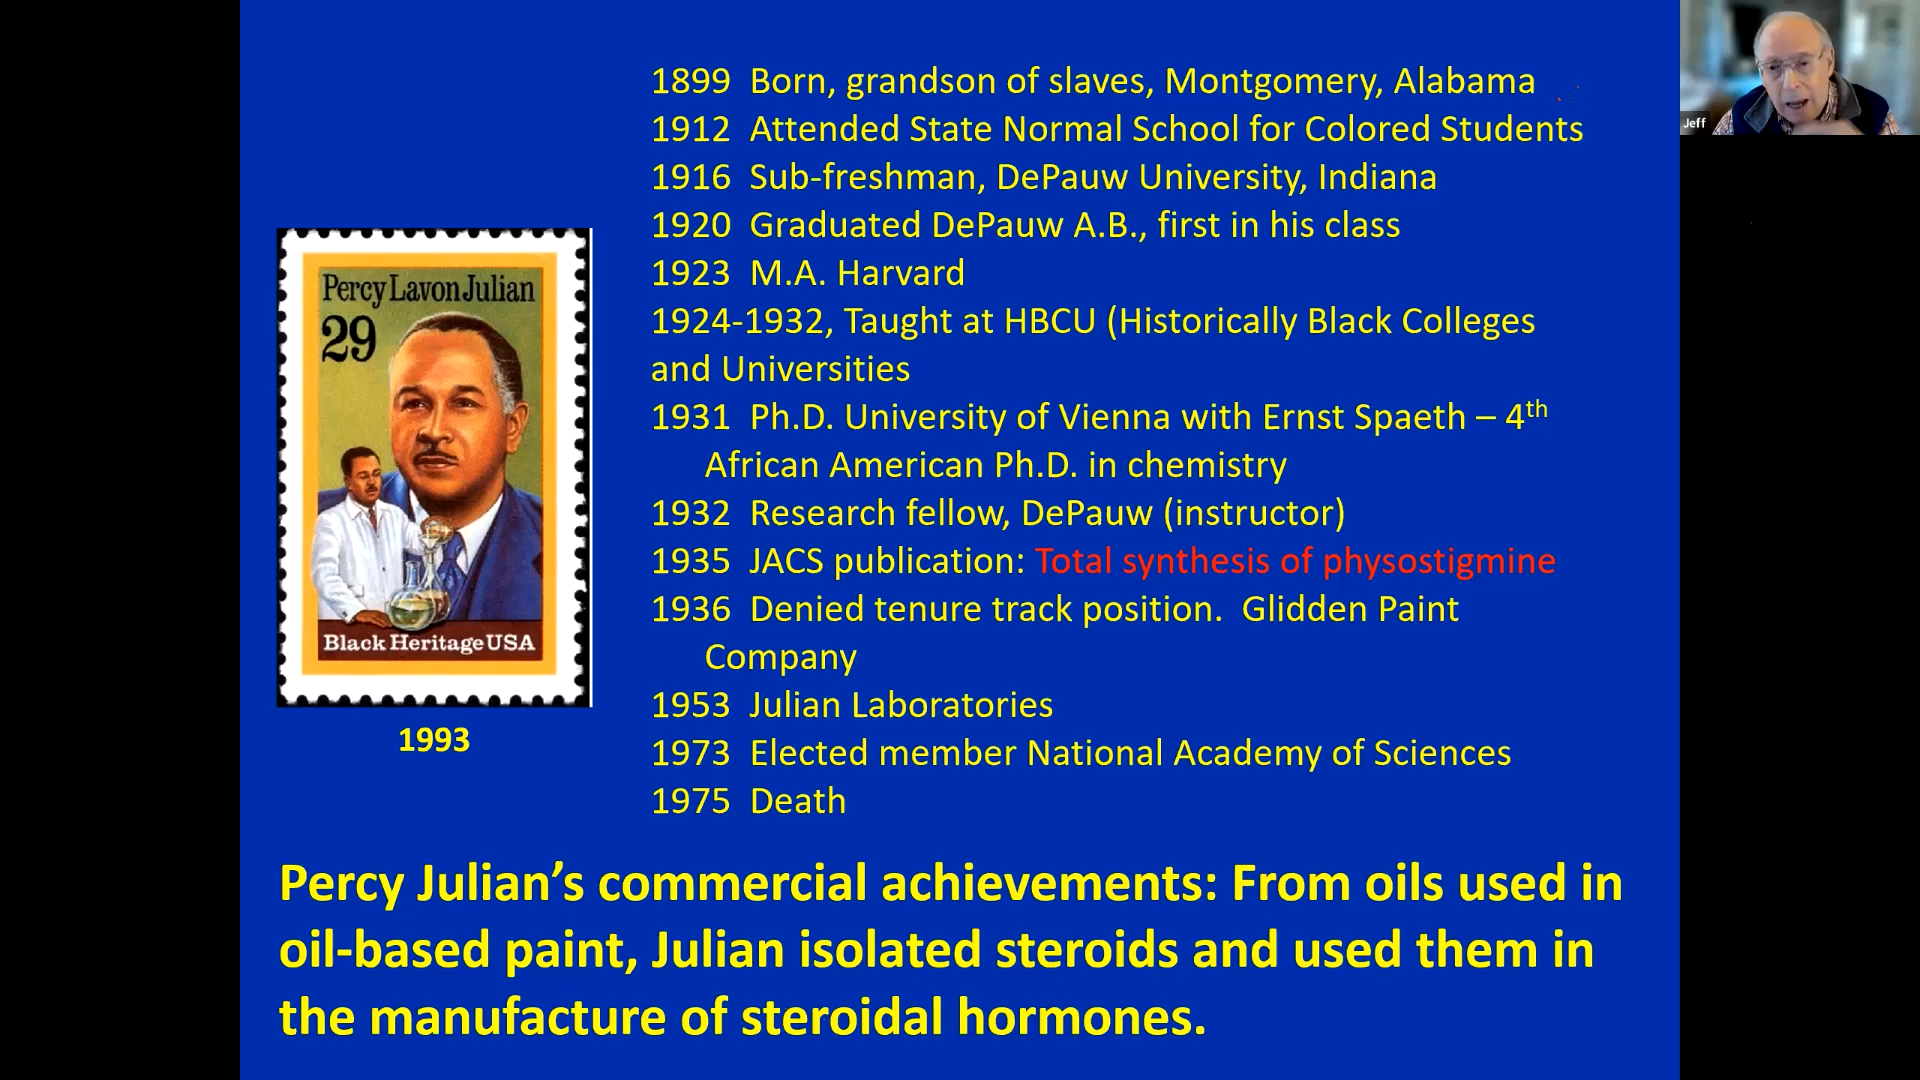 1899 Born, grandson of slaves, Montgomery, Alabama
1912 Attended State Normal School for Colored Students
1916 Sub-freshman, DePauw University, Indiana
1920 Graduated DePauw A.B., first in his class
1923 M.A. Harvard
1924-1932, Taught at HBCU (Historically Black Colleges
and Universities
1931 Ph.D. University of Vienna with Ernst Spaeth – 4th
African American Ph.D. in chemistry
1932 Research fellow, DePauw (instructor)
1935 JACS publication: Total synthesis of physostigmine
1936 Denied tenure track position. Glidden Paint
Company
1953 Julian Laboratories
1973 Elected member National Academy of Sciences
1975 Death
Percy Lavon Julian
29
Black Heritage USA
1993
Percy Julian’s commercial achievements: From oils used in
oil-based paint, Julian isolated steroids and used them in
the manufacture of steroidal hormones.
Jeff